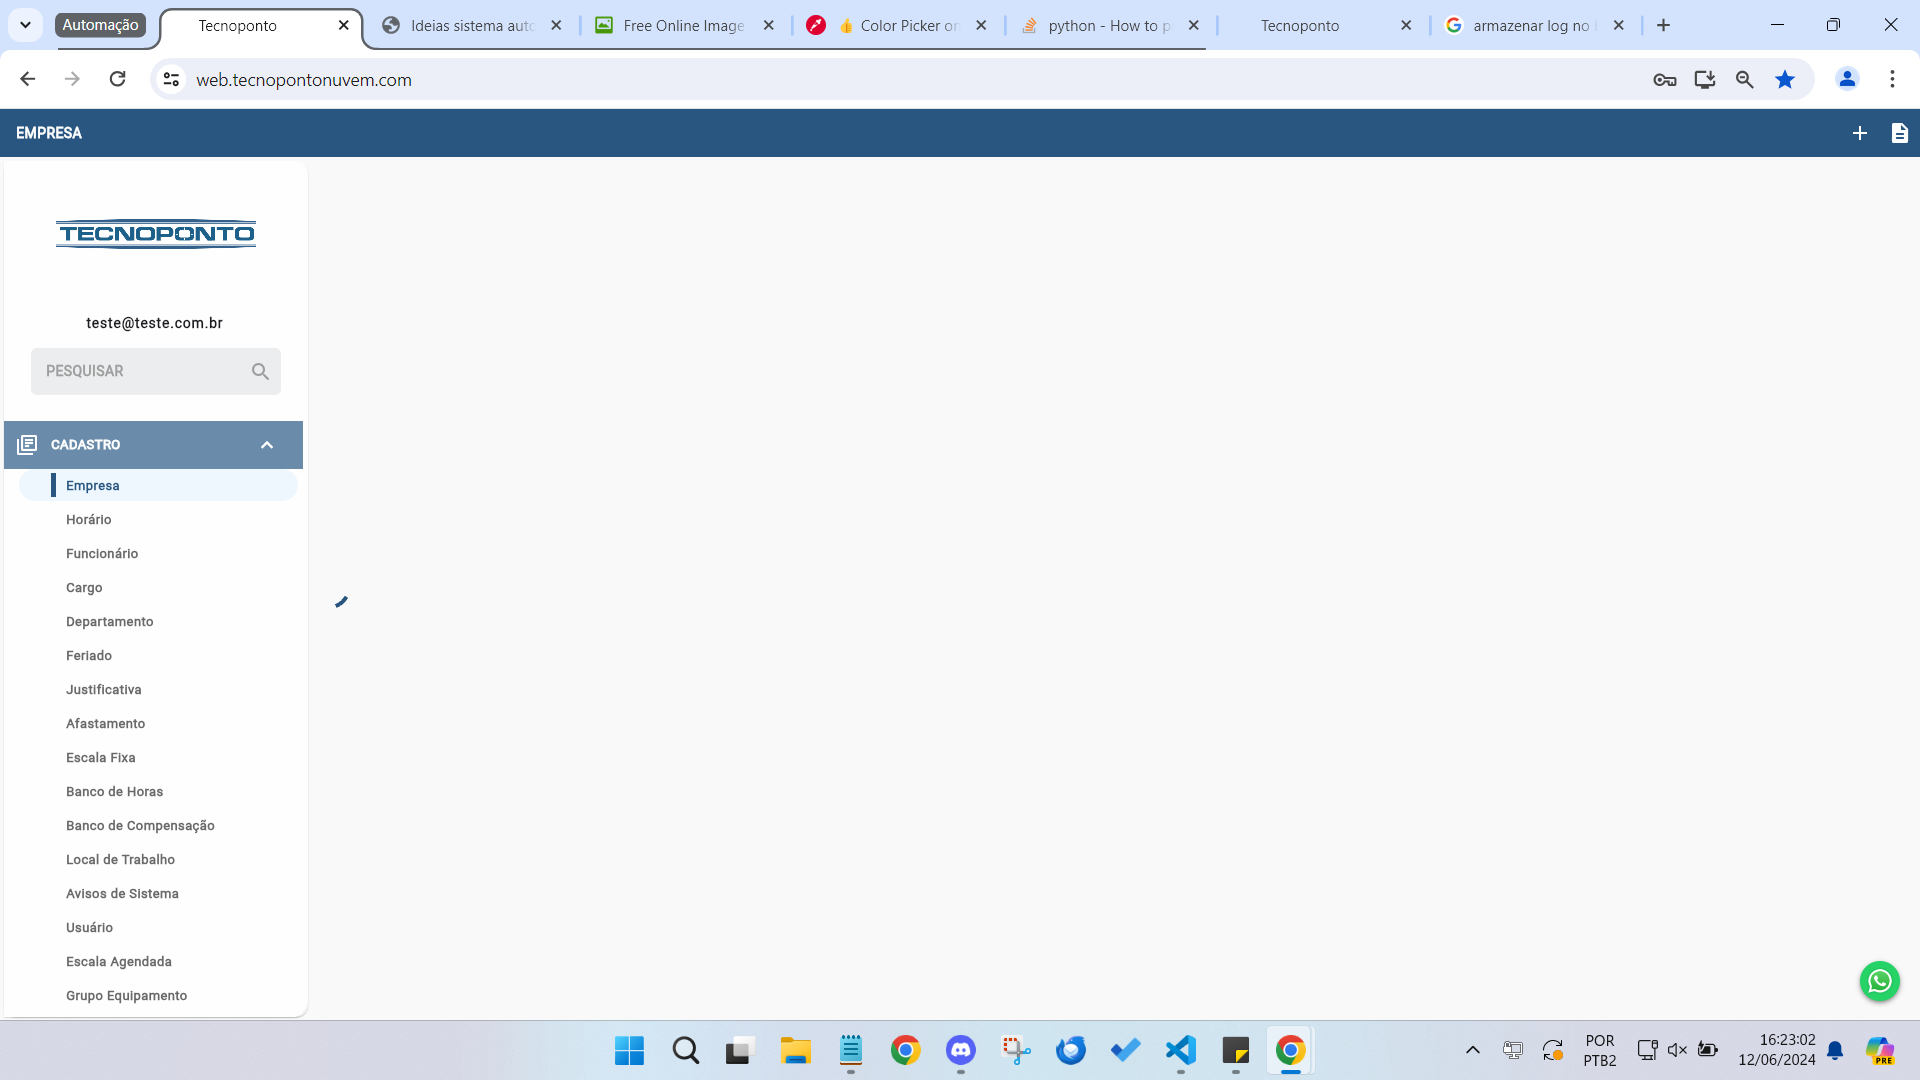 Automação
Tecnoponto
Ideias sistema auto
Free Online Image
Color Picker on
python - How to p
Tecnoponto
armazenar log no
web.tecnopontonuvem.com
EMPRESA
TECNOPONTO
teste@teste.com.br
PESQUISAR
CADASTRO
Empresa
Horário
Funcionário
Cargo
Departamento
Feriado
Justificativa
Afastamento
Escala Fixa
Banco de Horas
Banco de Compensação
Local de Trabalho
Avisos de Sistema
Usuário
Escala Agendada
Grupo Equipamento
POR
PTB2
16:23:02
12/06/2024
PRE